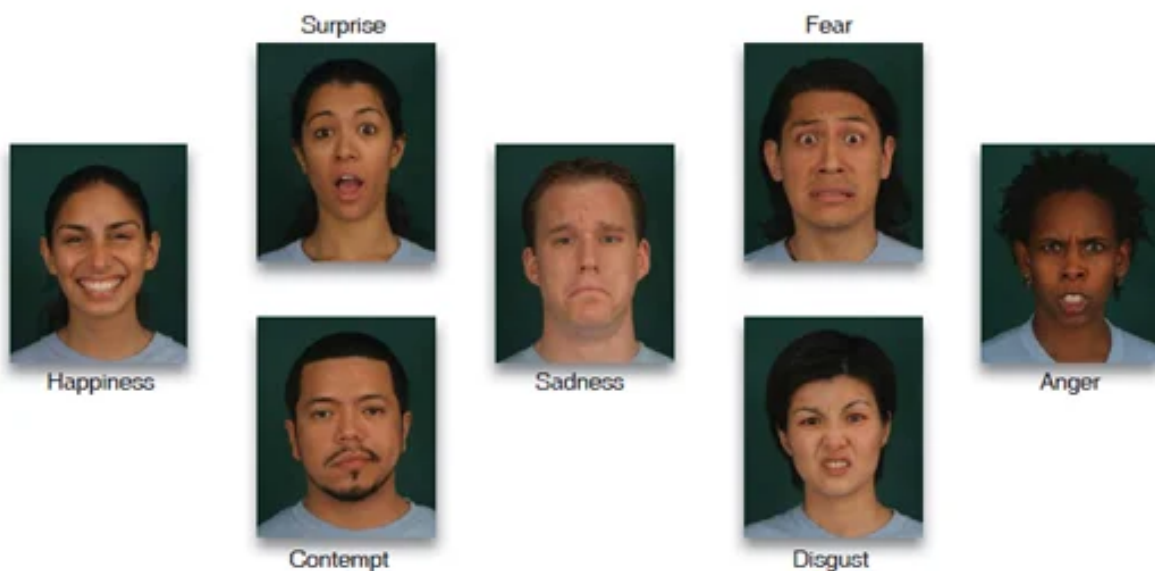 Surprise
Fear
Happiness
Sadness
Anger
Contempt
Disgust